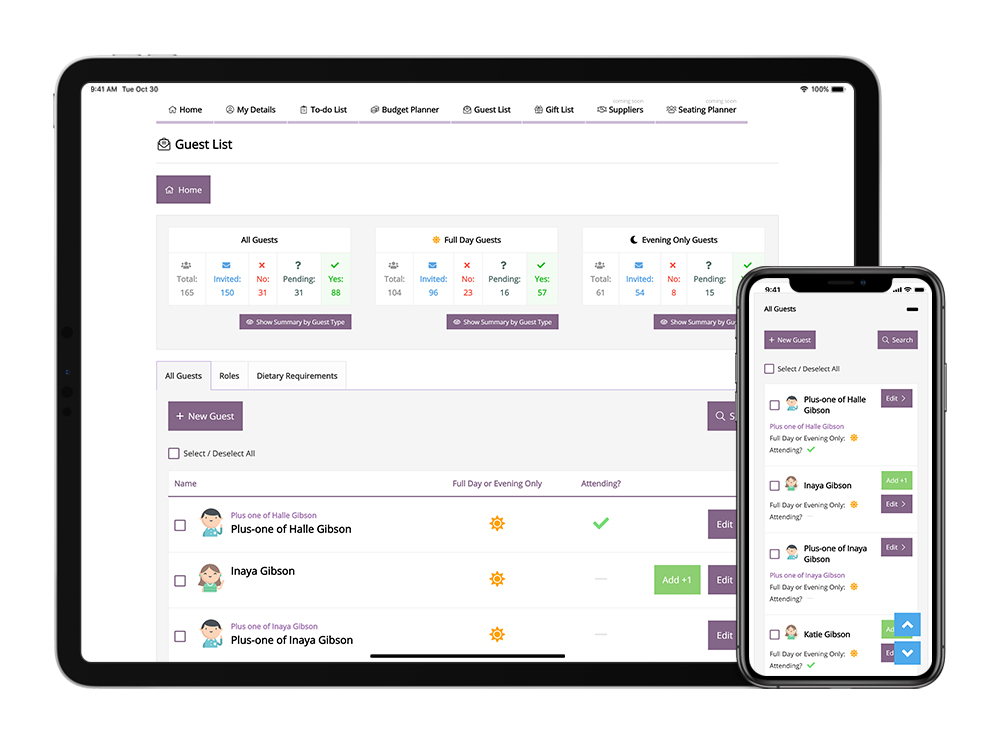 9:41 AM Tue Oct 30
100%
Home My Details To-do List Budget Planner Guest List Gift List coming soon Suppliers coming soon Seating Planner
Guest List
Home
All Guests
Total: Invited: No: Pending: Yes:
165 150 31 31 88
Show Summary by Guest Type
Full Day Guests
Total: Invited: No: Pending: Yes:
104 96 23 16 57
Show Summary by Guest Type
Evening Only Guests
Total: Invited: No: Pending:
61 54 8 15
Show Summary by Gu
All Guests Roles Dietary Requirements
+ New Guest
S
Select / Deselect All
Name Full Day or Evening Only Attending?
Plus one of Halle Gibson
Plus-one of Halle Gibson
Edit
Inaya Gibson
Add +1 Edit
Plus one of Inaya Gibson
Plus-one of Inaya Gibson
Edit
9:41
All Guests
+ New Guest Search
Select / Deselect All
Plus-one of Halle
Gibson
Edit
Plus one of Halle Gibson
Full Day or Evening Only:
Attending?
Inaya Gibson
Add +1
Edit
Full Day or Evening Only:
Attending?
Plus-one of Inaya
Gibson
Edit
Plus one of Inaya Gibson
Full Day or Evening Only:
Attending?
Katie Gibson
Ad
Ed
Full Day or Evening Only:
Attending?